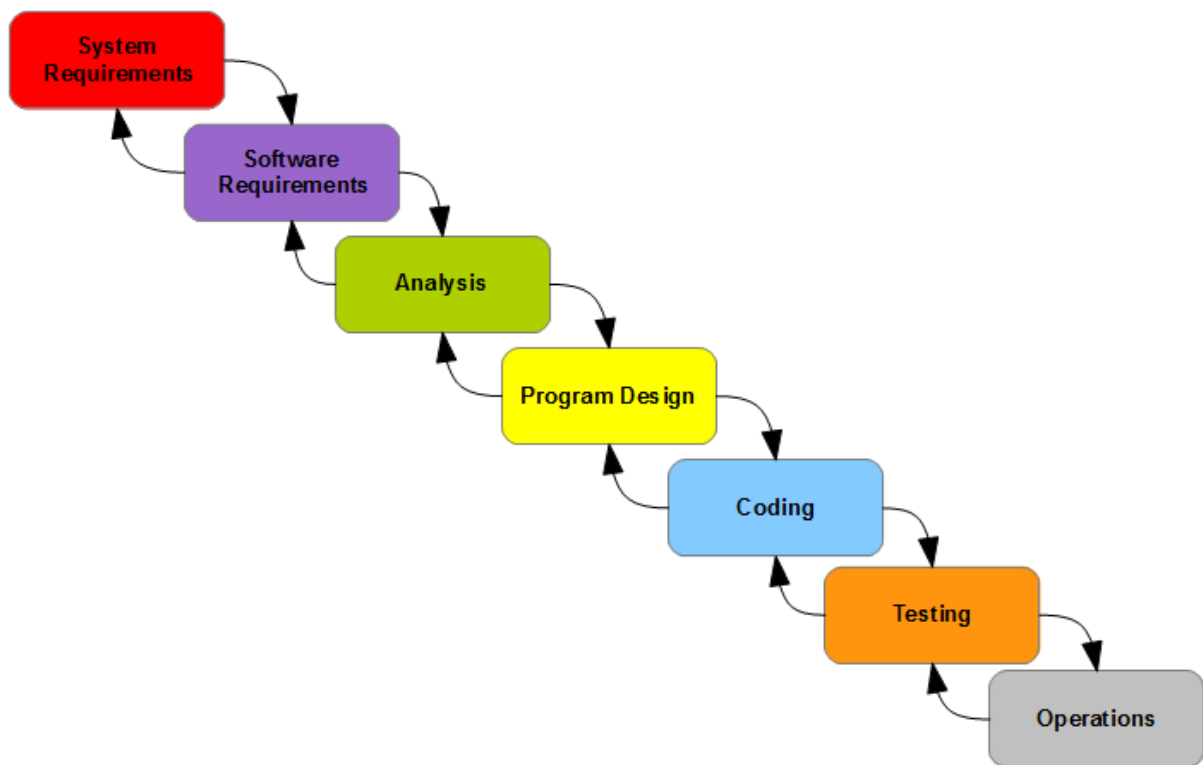 System
Requirements
Software
Requirements
Analysis
Program Design
Coding
Testing
Operations